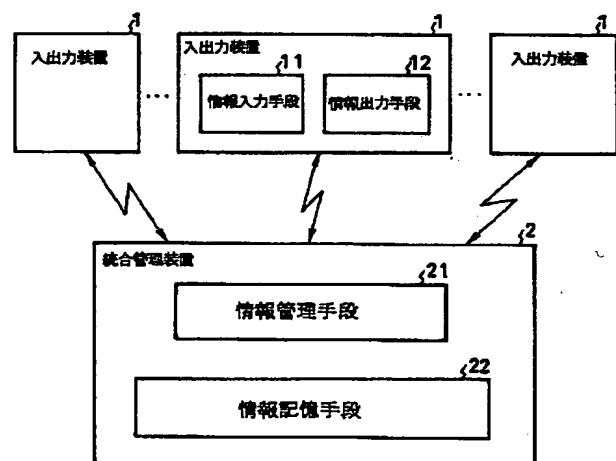 1
入出力装置
1
入出力装置
11
情報入力手段
12
情報出力手段
1
入出力装置
2
統合管理装置
21
情報管理手段
22
情報記憶手段